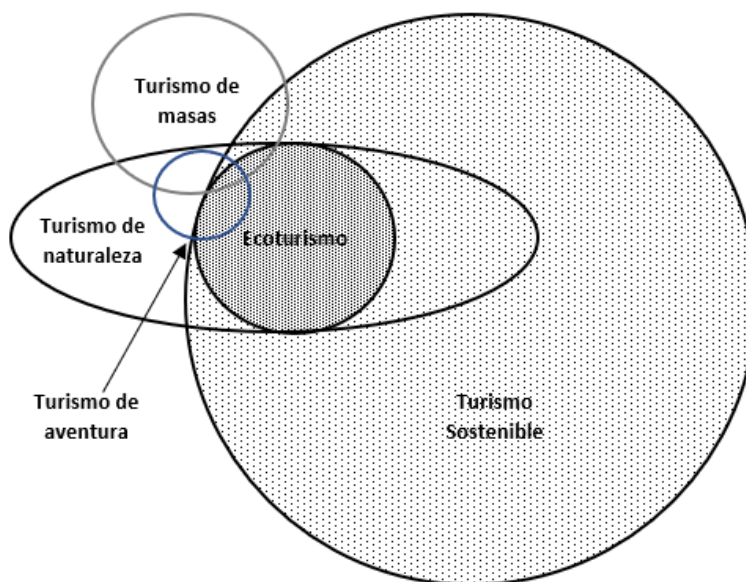 Turismo de
masas
Turismo de
naturaleza
Ecoturismo
Turismo de
aventura
Turismo
Sostenible